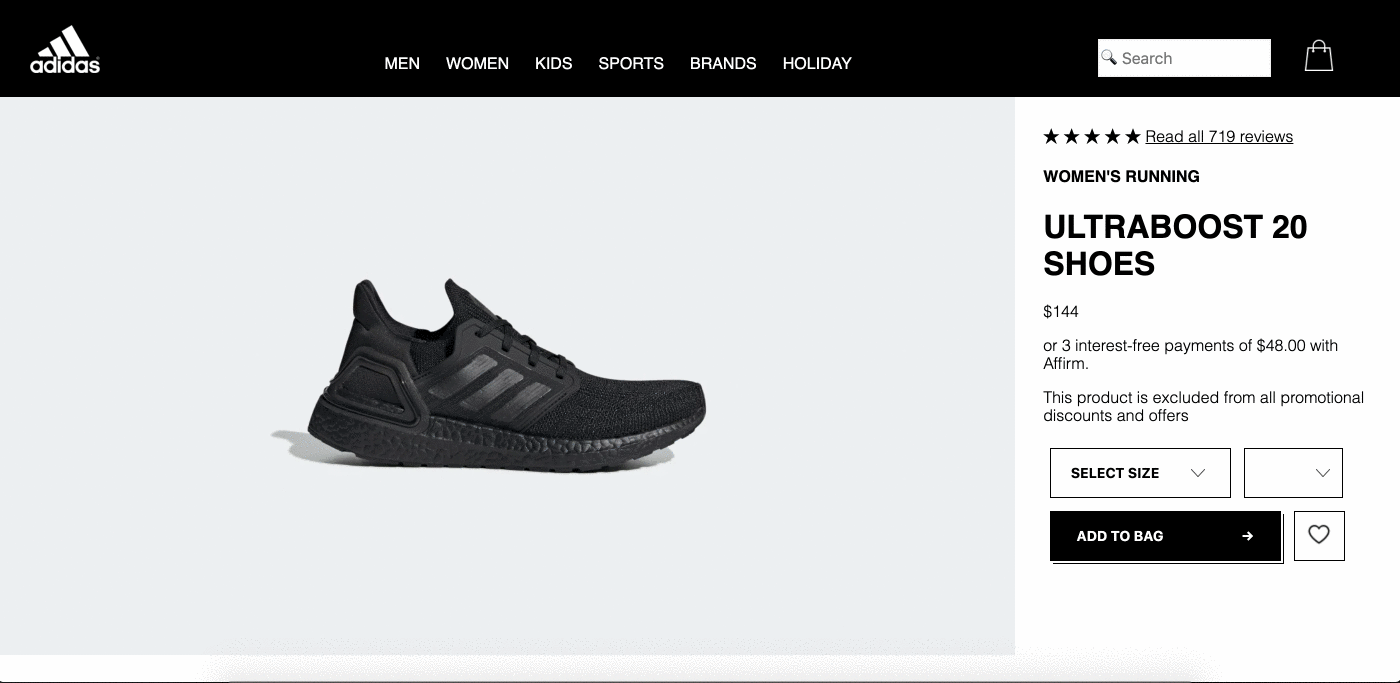 adidas
MEN WOMEN KIDS SPORTS BRANDS HOLIDAY
Search
★★★★★ Read all 719 reviews
WOMEN'S RUNNING
ULTRABOOST 20
SHOES
$144
or 3 interest-free payments of $48.00 with
Affirm.
This product is excluded from all promotional
discounts and offers
SELECT SIZE
ADD TO BAG →